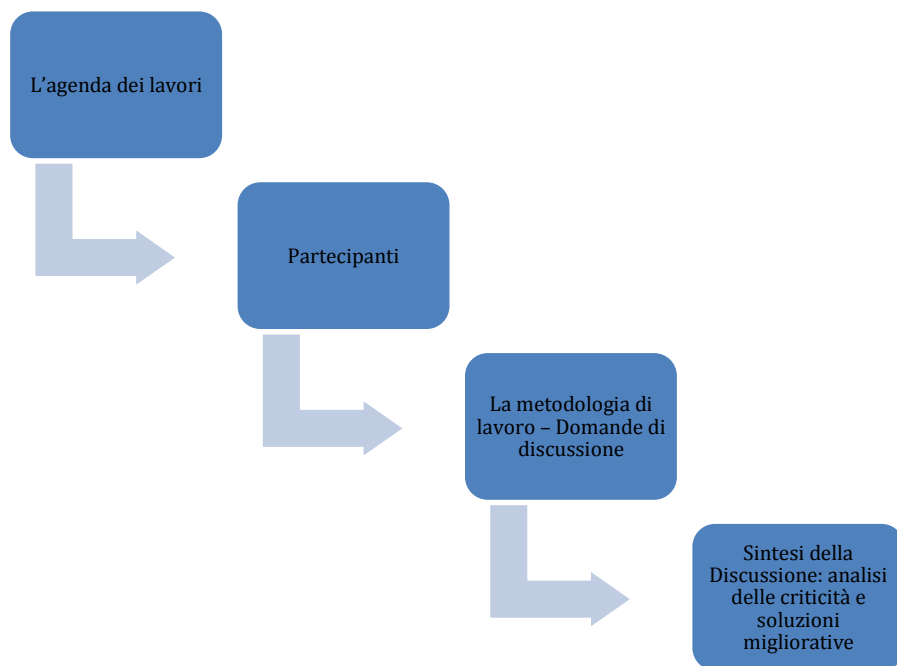 L’agenda dei lavori
Partecipanti
La metodologia di
lavoro – Domande di
discussione
Sintesi della
Discussione: analisi
delle criticità e
soluzioni
migliorative